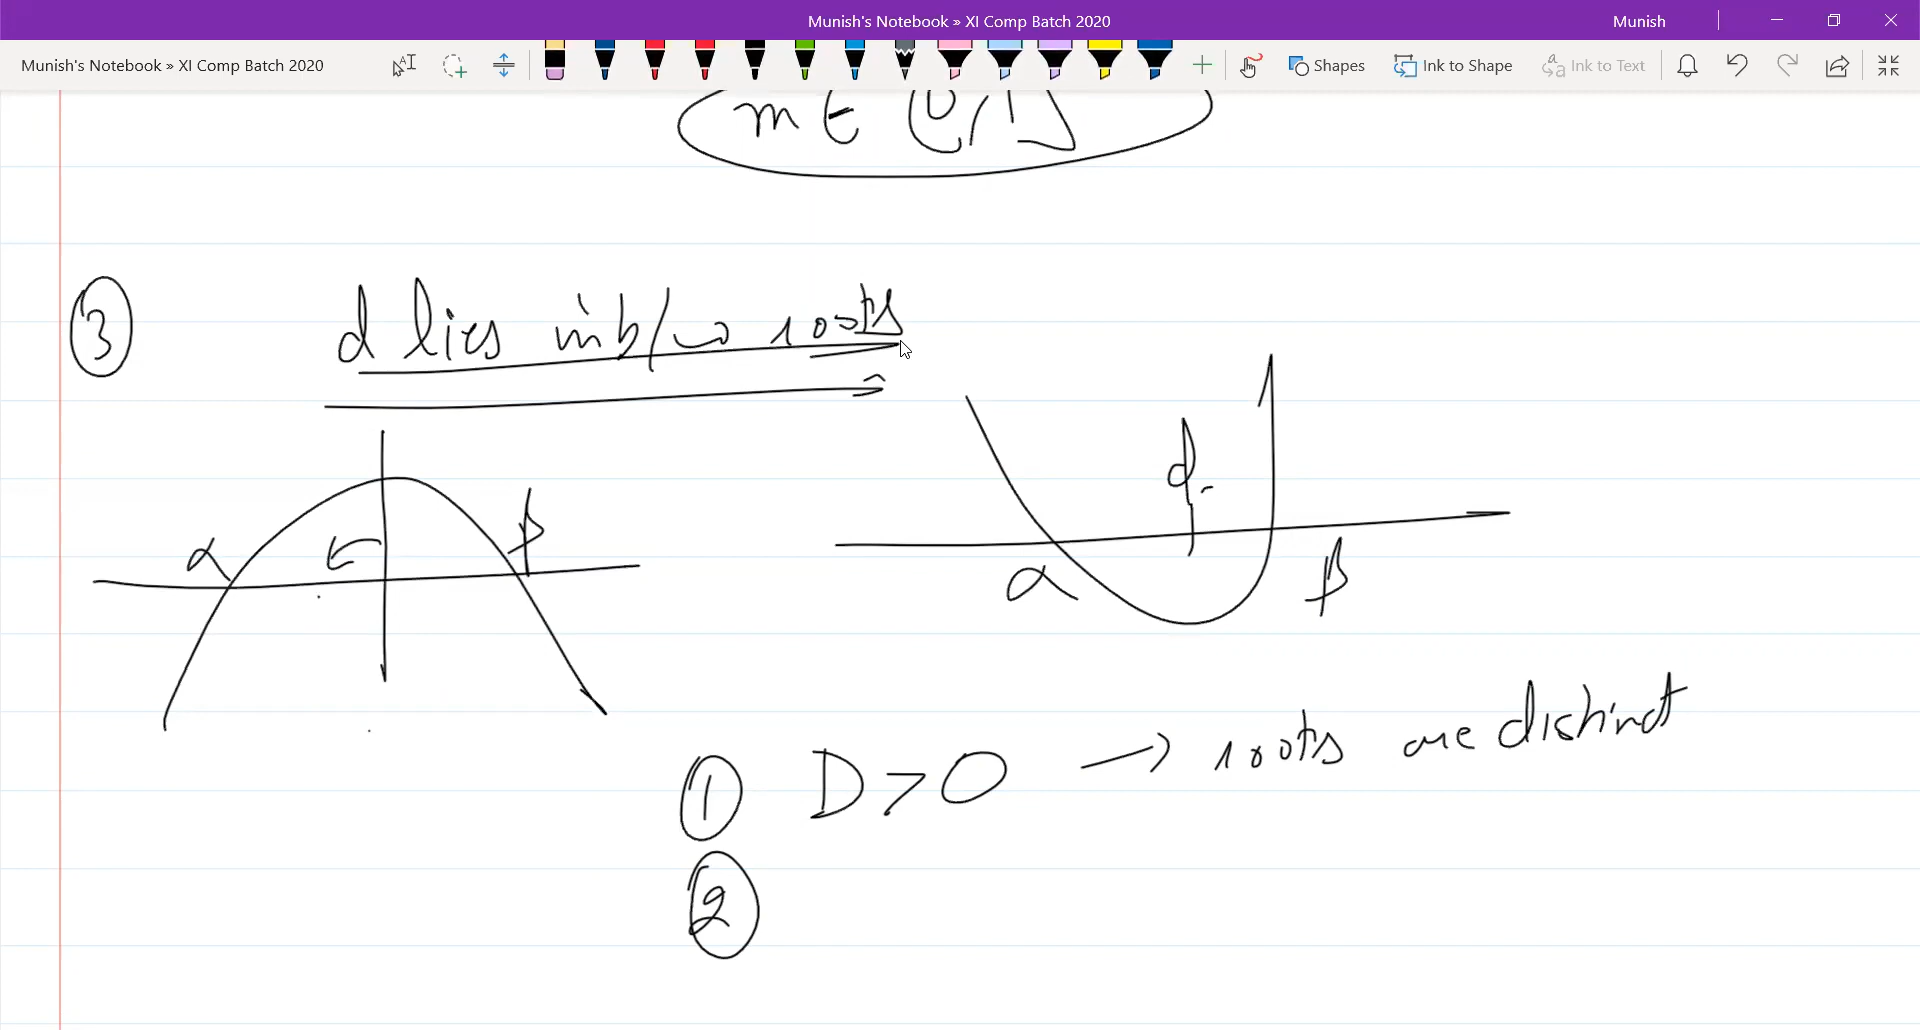 Munish's Notebook » XI Comp Batch 2020
Munish
Munish's Notebook » XI Comp Batch 2020
Shapes
Ink to Shape
Ink to Text
m ∈ (0, 1]
3
d lies in b/w roots
α
β
d
α
β
1 D > 0 → roots are distinct
2